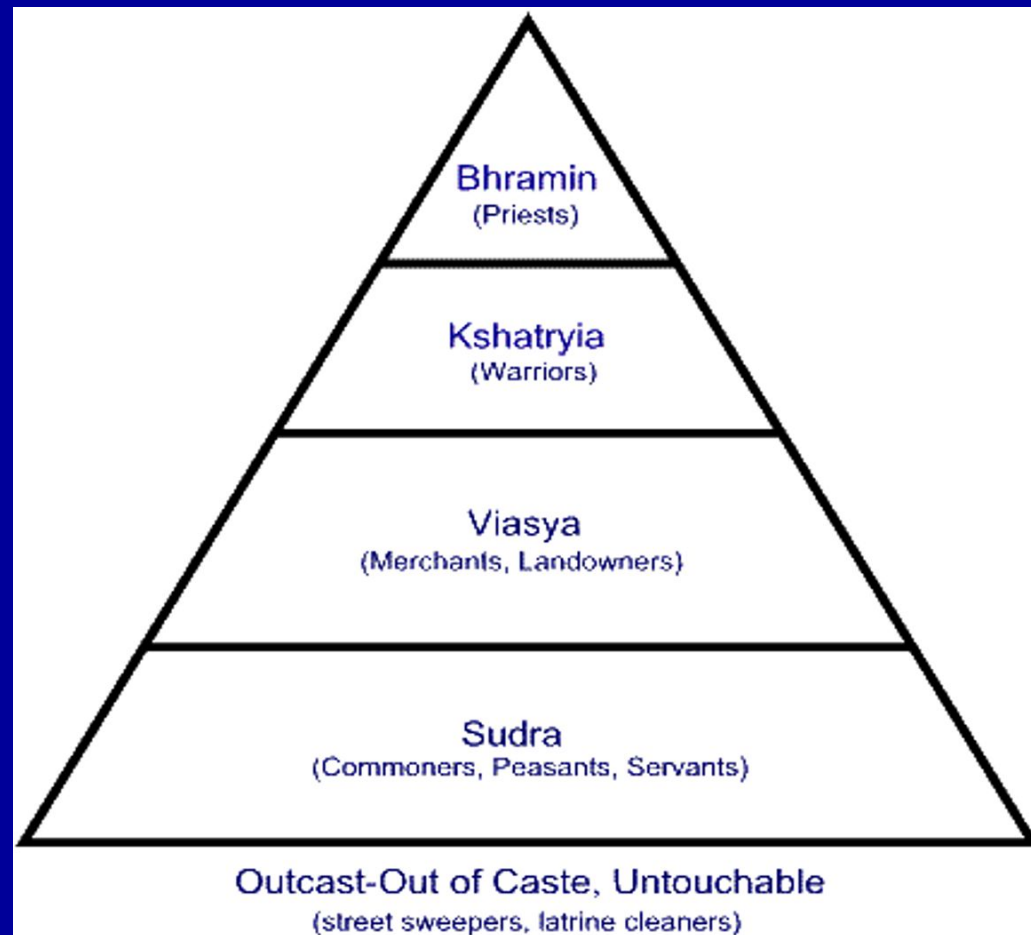 Bhramin
(Priests)
Kshatryia
(Warriors)
Viasya
(Merchants, Landowners)
Sudra
(Commoners, Peasants, Servants)
Outcast-Out of Caste, Untouchable
(street sweepers, latrine cleaners)